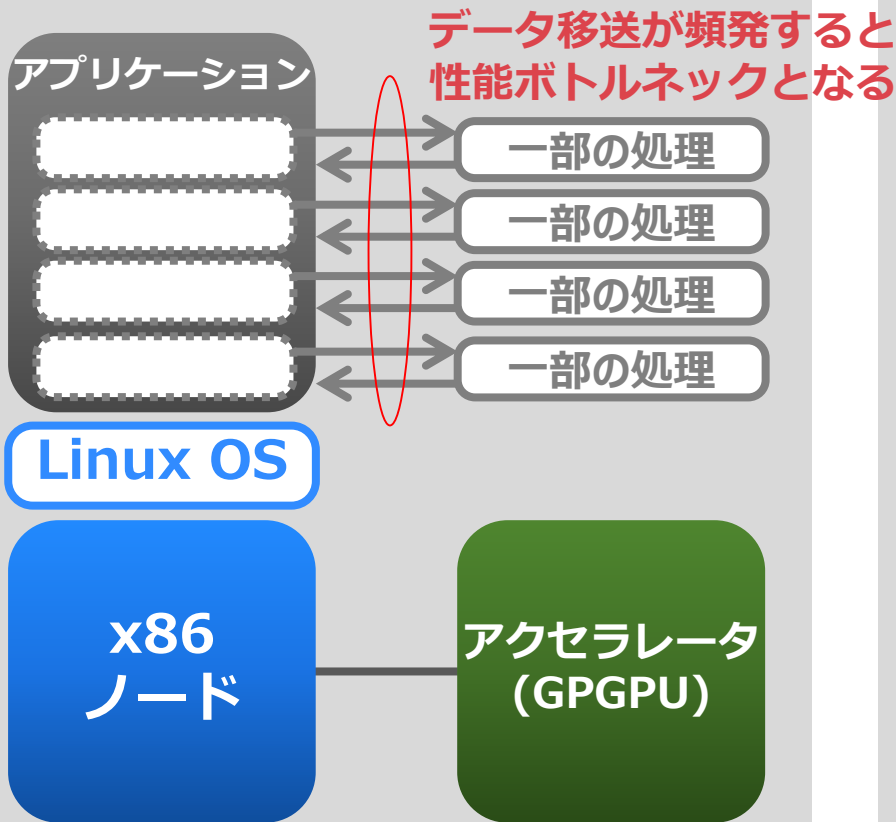 データ移送が頻発すると
性能ボトルネックとなる
アプリケーション
一部の処理
一部の処理
一部の処理
一部の処理
Linux OS
x86
ノード
アクセラレータ
(GPGPU)